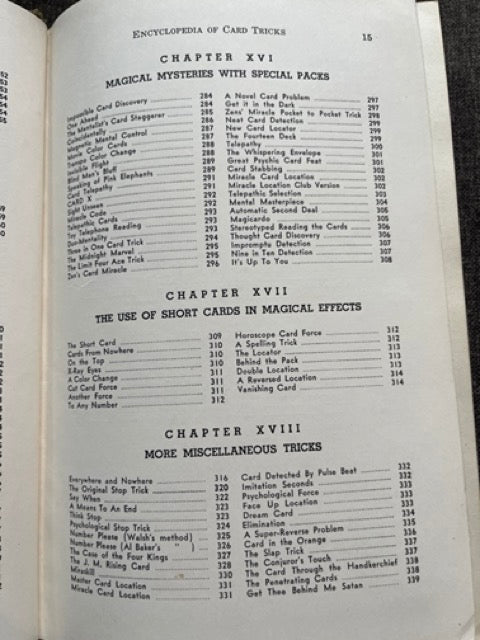 ENCYCLOPEDIA OF CARD TRICKS 15
CHAPTER XVI
MAGICAL MYSTERIES WITH SPECIAL PACKS
Impossible Card Discovery 284
One Ahead 284
The Mentalist's Card Staggerer 284
Coincidentally 285
Magnetic Mental Control 286
Movie Color Cards 287
Color Change 287
Invisible Flight 288
Blind Man's Bluff 288
Speaking of Pink Elephants 289
Card Telepathy 290
CARD X 291
Sight Unseen 291
Miracle Code 292
Telepathic Cards 293
Toy Telephone Reading 293
Duo-Mentality 293
Three in One Card Trick 294
The Midnight Marvel 295
The Limit Four Ace Trick 295
Zen's Card Miracle 296
A Novel Card Problem 297
Get it in the Dark 297
Zens' Miracle Pocket to Pocket Trick 298
Neat Card Detection 299
New Card Locator 299
The Fourteen Deck 299
Telepathy 300
The Whispering Envelope 301
Great Psychic Card Feat 301
Card Stabbing 302
Miracle Card Location 302
Miracle Location Club Version 302
Telepathic Selection 303
Mental Masterpiece 304
Automatic Second Deal 305
Magicardo 305
Stereotyped Reading the Cards 306
Thought Card Discovery 306
Impromptu Detection 307
Nine in Ten Detection 307
It's Up To You 308
CHAPTER XVII
THE USE OF SHORT CARDS IN MAGICAL EFFECTS
The Short Card 309
Cards From Nowhere 310
On the Top 310
X-Ray Eyes 310
A Color Change 311
Cut Card Force 311
Another Force 311
To Any Number 312
Horoscope Card Force 312
A Spelling Trick 312
The Locator 313
Behind the Pack 313
Double Location 313
A Reversed Location 314
Vanishing Card 314
CHAPTER XVIII
MORE MISCELLANEOUS TRICKS
Everywhere and Nowhere 316
The Original Stop Trick 320
Say When 322
A Means To An End 323
Think Stop 323
Psychological Stop Trick 324
Number Please (Walsh's method) 325
Number Please (Al Baker's " ) 326
The Case of the Four Kings 327
The J. M. Rising Card 328
Miraskill 330
Master Card Location 331
Miracle Card Location 331
Card Detected By Pulse Beat 332
Imitation Seconds 332
Psychological Force 333
Face Up Location 333
Dream Card 333
Elimination 334
A Super-Reverse Problem 335
Card in the Orange 336
The Slap Trick 337
The Conjuror's Touch 337
The Card Through the Handkerchief 338
The Penetrating Cards 338
Get Thee Behind Me Satan 339